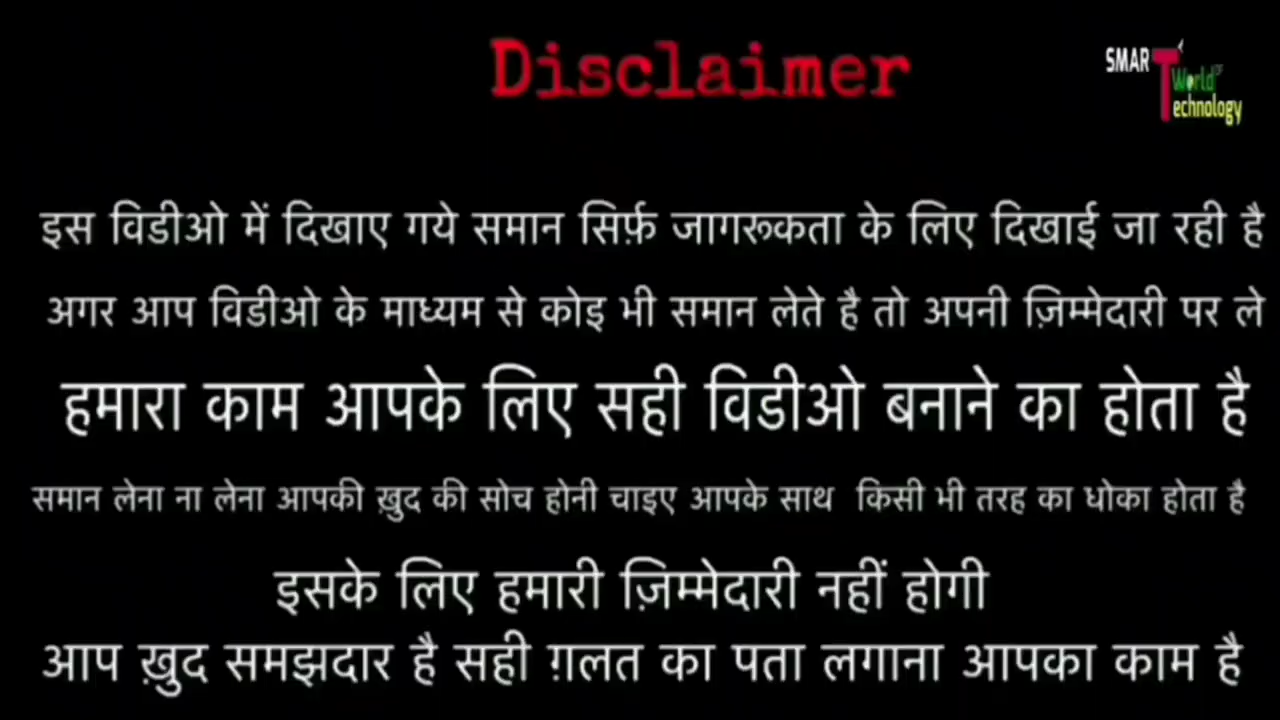 Disclaimer
SMART World OF Technology
इस विडीओ में दिखाए गये समान सिर्फ़ जागरूकता के लिए दिखाई जा रही है
अगर आप विडीओ के माध्यम से कोइ भी समान लेते है तो अपनी ज़िम्मेदारी पर ले
हमारा काम आपके लिए सही विडीओ बनाने का होता है
समान लेना ना लेना आपकी ख़ुद की सोच होनी चाइए आपके साथ किसी भी तरह का धोका होता है
इसके लिए हमारी ज़िम्मेदारी नहीं होगी
आप ख़ुद समझदार है सही ग़लत का पता लगाना आपका काम है